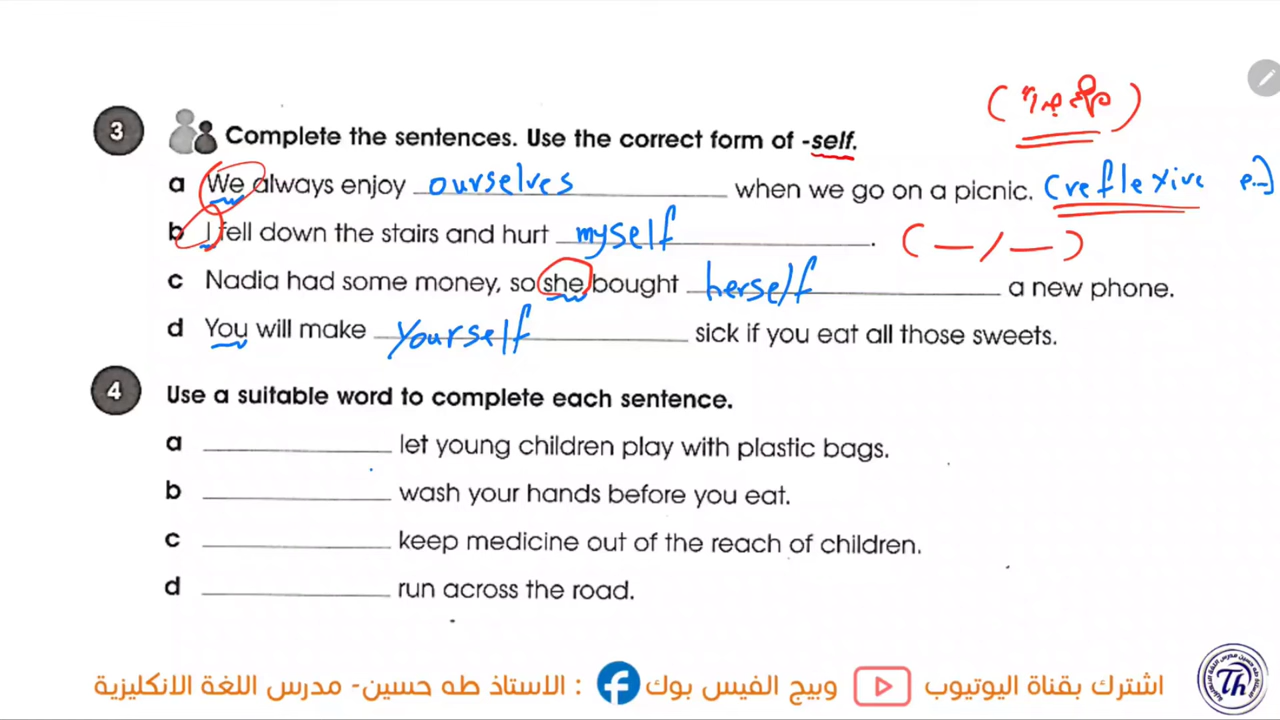 3 Complete the sentences. Use the correct form of -self.
a We always enjoy ourselves when we go on a picnic. (reflexive
b I fell down the stairs and hurt myself. ( — / — )
c Nadia had some money, so she bought herself a new phone.
d You will make yourself sick if you eat all those sweets.
4 Use a suitable word to complete each sentence.
a ____________ let young children play with plastic bags.
b ____________ wash your hands before you eat.
c ____________ keep medicine out of the reach of children.
d ____________ run across the road.
اشترك بقناة اليوتيوب وبيج الفيس بوك : الاستاذ طه حسين- مدرس اللغة الانكليزية
Th